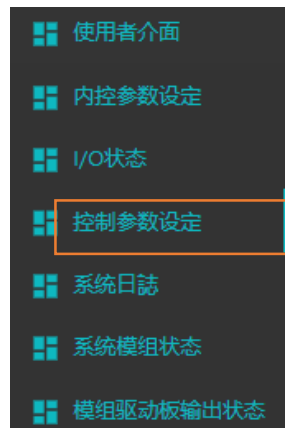 使用者介面
内控参数设定
I/O状态
控制参数设定
系统日誌
系统模组状态
模组驱动板输出状态